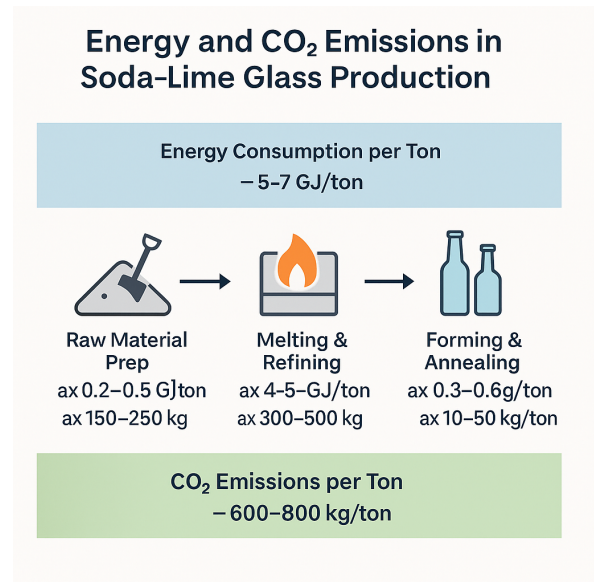 Energy and CO₂ Emissions in
Soda-Lime Glass Production
Energy Consumption per Ton
– 5–7 GJ/ton
Raw Material
Prep
ax 0.2–0.5 GJton
ax 150–250 kg
Melting &
Refining
ax 4-5–GJ/ton
ax 300–500 kg
Forming &
Annealing
ax 0.3–0.6g/ton
ax 10–50 kg/ton
CO₂ Emissions per Ton
– 600–800 kg/ton